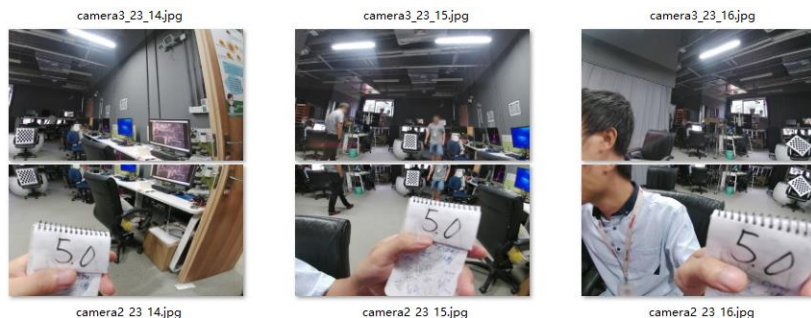 camera3_23_14.jpg
camera3_23_15.jpg
camera3_23_16.jpg
5.0
5.0
5.0
camera2_23_14.jpg
camera2_23_15.jpg
camera2_23_16.jpg